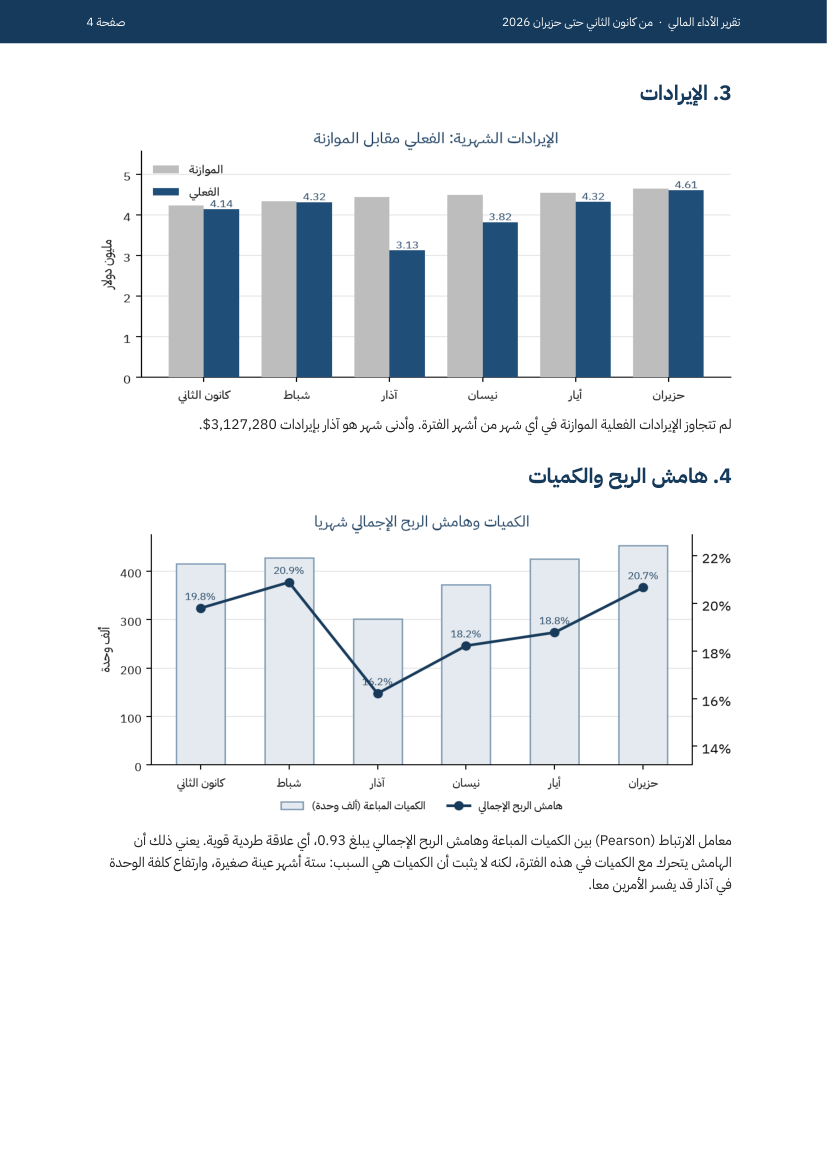 تقرير الأداء المالي · من كانون الثاني حتى حزيران 2026
صفحة 4
3. الإيرادات
الإيرادات الشهرية: الفعلي مقابل الموازنة
الموازنة
الفعلي
مليون دولار
5
4
3
2
1
0
4.14
4.32
3.13
3.82
4.32
4.61
كانون الثاني
شباط
آذار
نيسان
أيار
حزيران
لم تتجاوز الإيرادات الفعلية الموازنة في أي شهر من أشهر الفترة. وأدنى شهر هو آذار بإيرادات 3,127,280$.
4. هامش الربح والكميات
الكميات وهامش الربح الإجمالي شهريا
ألف وحدة
400
300
200
100
0
22%
20%
18%
16%
14%
19.8%
20.9%
16.2%
18.2%
18.8%
20.7%
كانون الثاني
شباط
آذار
نيسان
أيار
حزيران
الكميات المباعة (ألف وحدة)
هامش الربح الإجمالي
معامل الارتباط (Pearson) بين الكميات المباعة وهامش الربح الإجمالي يبلغ 0.93، أي علاقة طردية قوية. يعني ذلك أن
الهامش يتحرك مع الكميات في هذه الفترة، لكنه لا يثبت أن الكميات هي السبب: ستة أشهر عينة صغيرة، وارتفاع كلفة الوحدة
في آذار قد يفسر الأمرين معا.